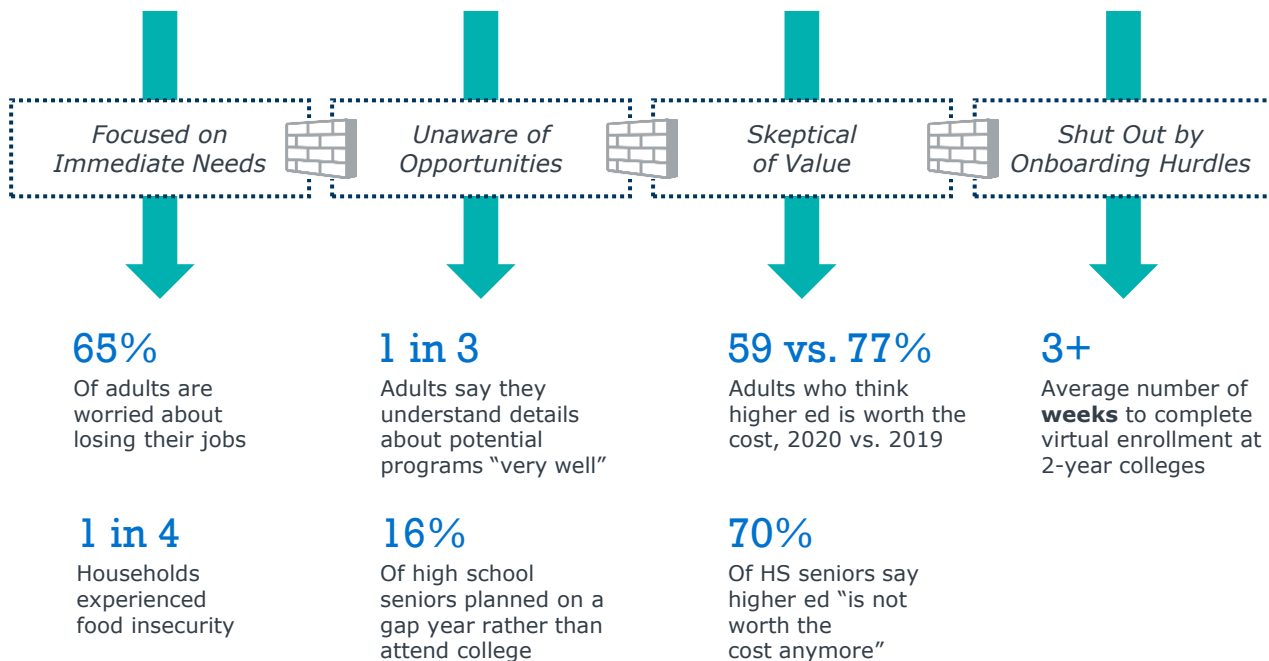 Focused on
Immediate Needs
Unaware of
Opportunities
Skeptical
of Value
Shut Out by
Onboarding Hurdles
65%
Of adults are
worried about
losing their jobs
1 in 3
Adults say they
understand details
about potential
programs “very well”
59 vs. 77%
Adults who think
higher ed is worth the
cost, 2020 vs. 2019
3+
Average number of
weeks to complete
virtual enrollment at
2-year colleges
1 in 4
Households
experienced
food insecurity
16%
Of high school
seniors planned on a
gap year rather than
attend college
70%
Of HS seniors say
higher ed “is not
worth the
cost anymore”